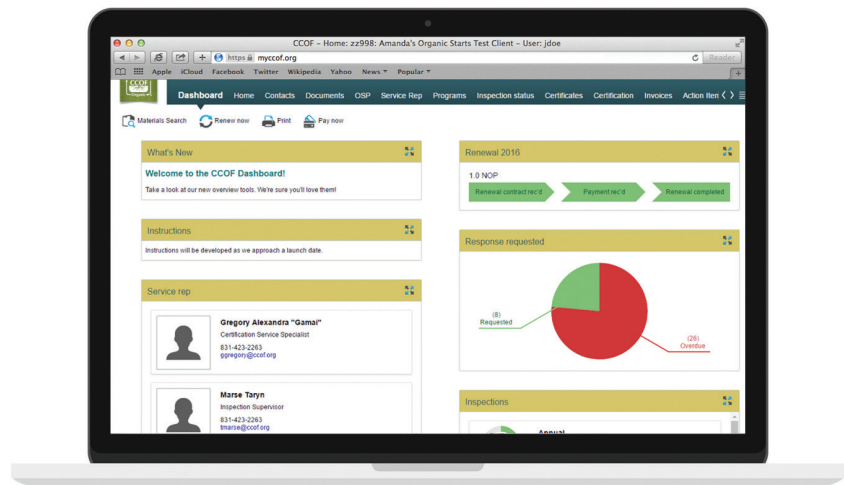 CCOF – Home: zz998: Amanda's Organic Starts Test Client – User: jdoe
https myccof.org
Reader
Apple iCloud Facebook Twitter Wikipedia Yahoo News Popular
CCOF
Organic
Dashboard Home Contacts Documents OSP Service Rep Programs Inspection status Certificates Certification Invoices Action Iten
Materials Search Renew now Print Pay now
What's New
Welcome to the CCOF Dashboard!
Take a look at our new overview tools. We're sure you'll love them!
Instructions
Instructions will be developed as we approach a launch date.
Service rep
Gregory Alexandra "Gamai"
Certification Service Specialist
831-423-2263
ggregory@ccof.org
Marse Taryn
Inspection Supervisor
831-423-2263
tmarse@ccof.org
Renewal 2016
1.0 NOP
Renewal contract rec'd Payment rec'd Renewal completed
Response requested
(8)
Requested
(26)
Overdue
Inspections
Annual